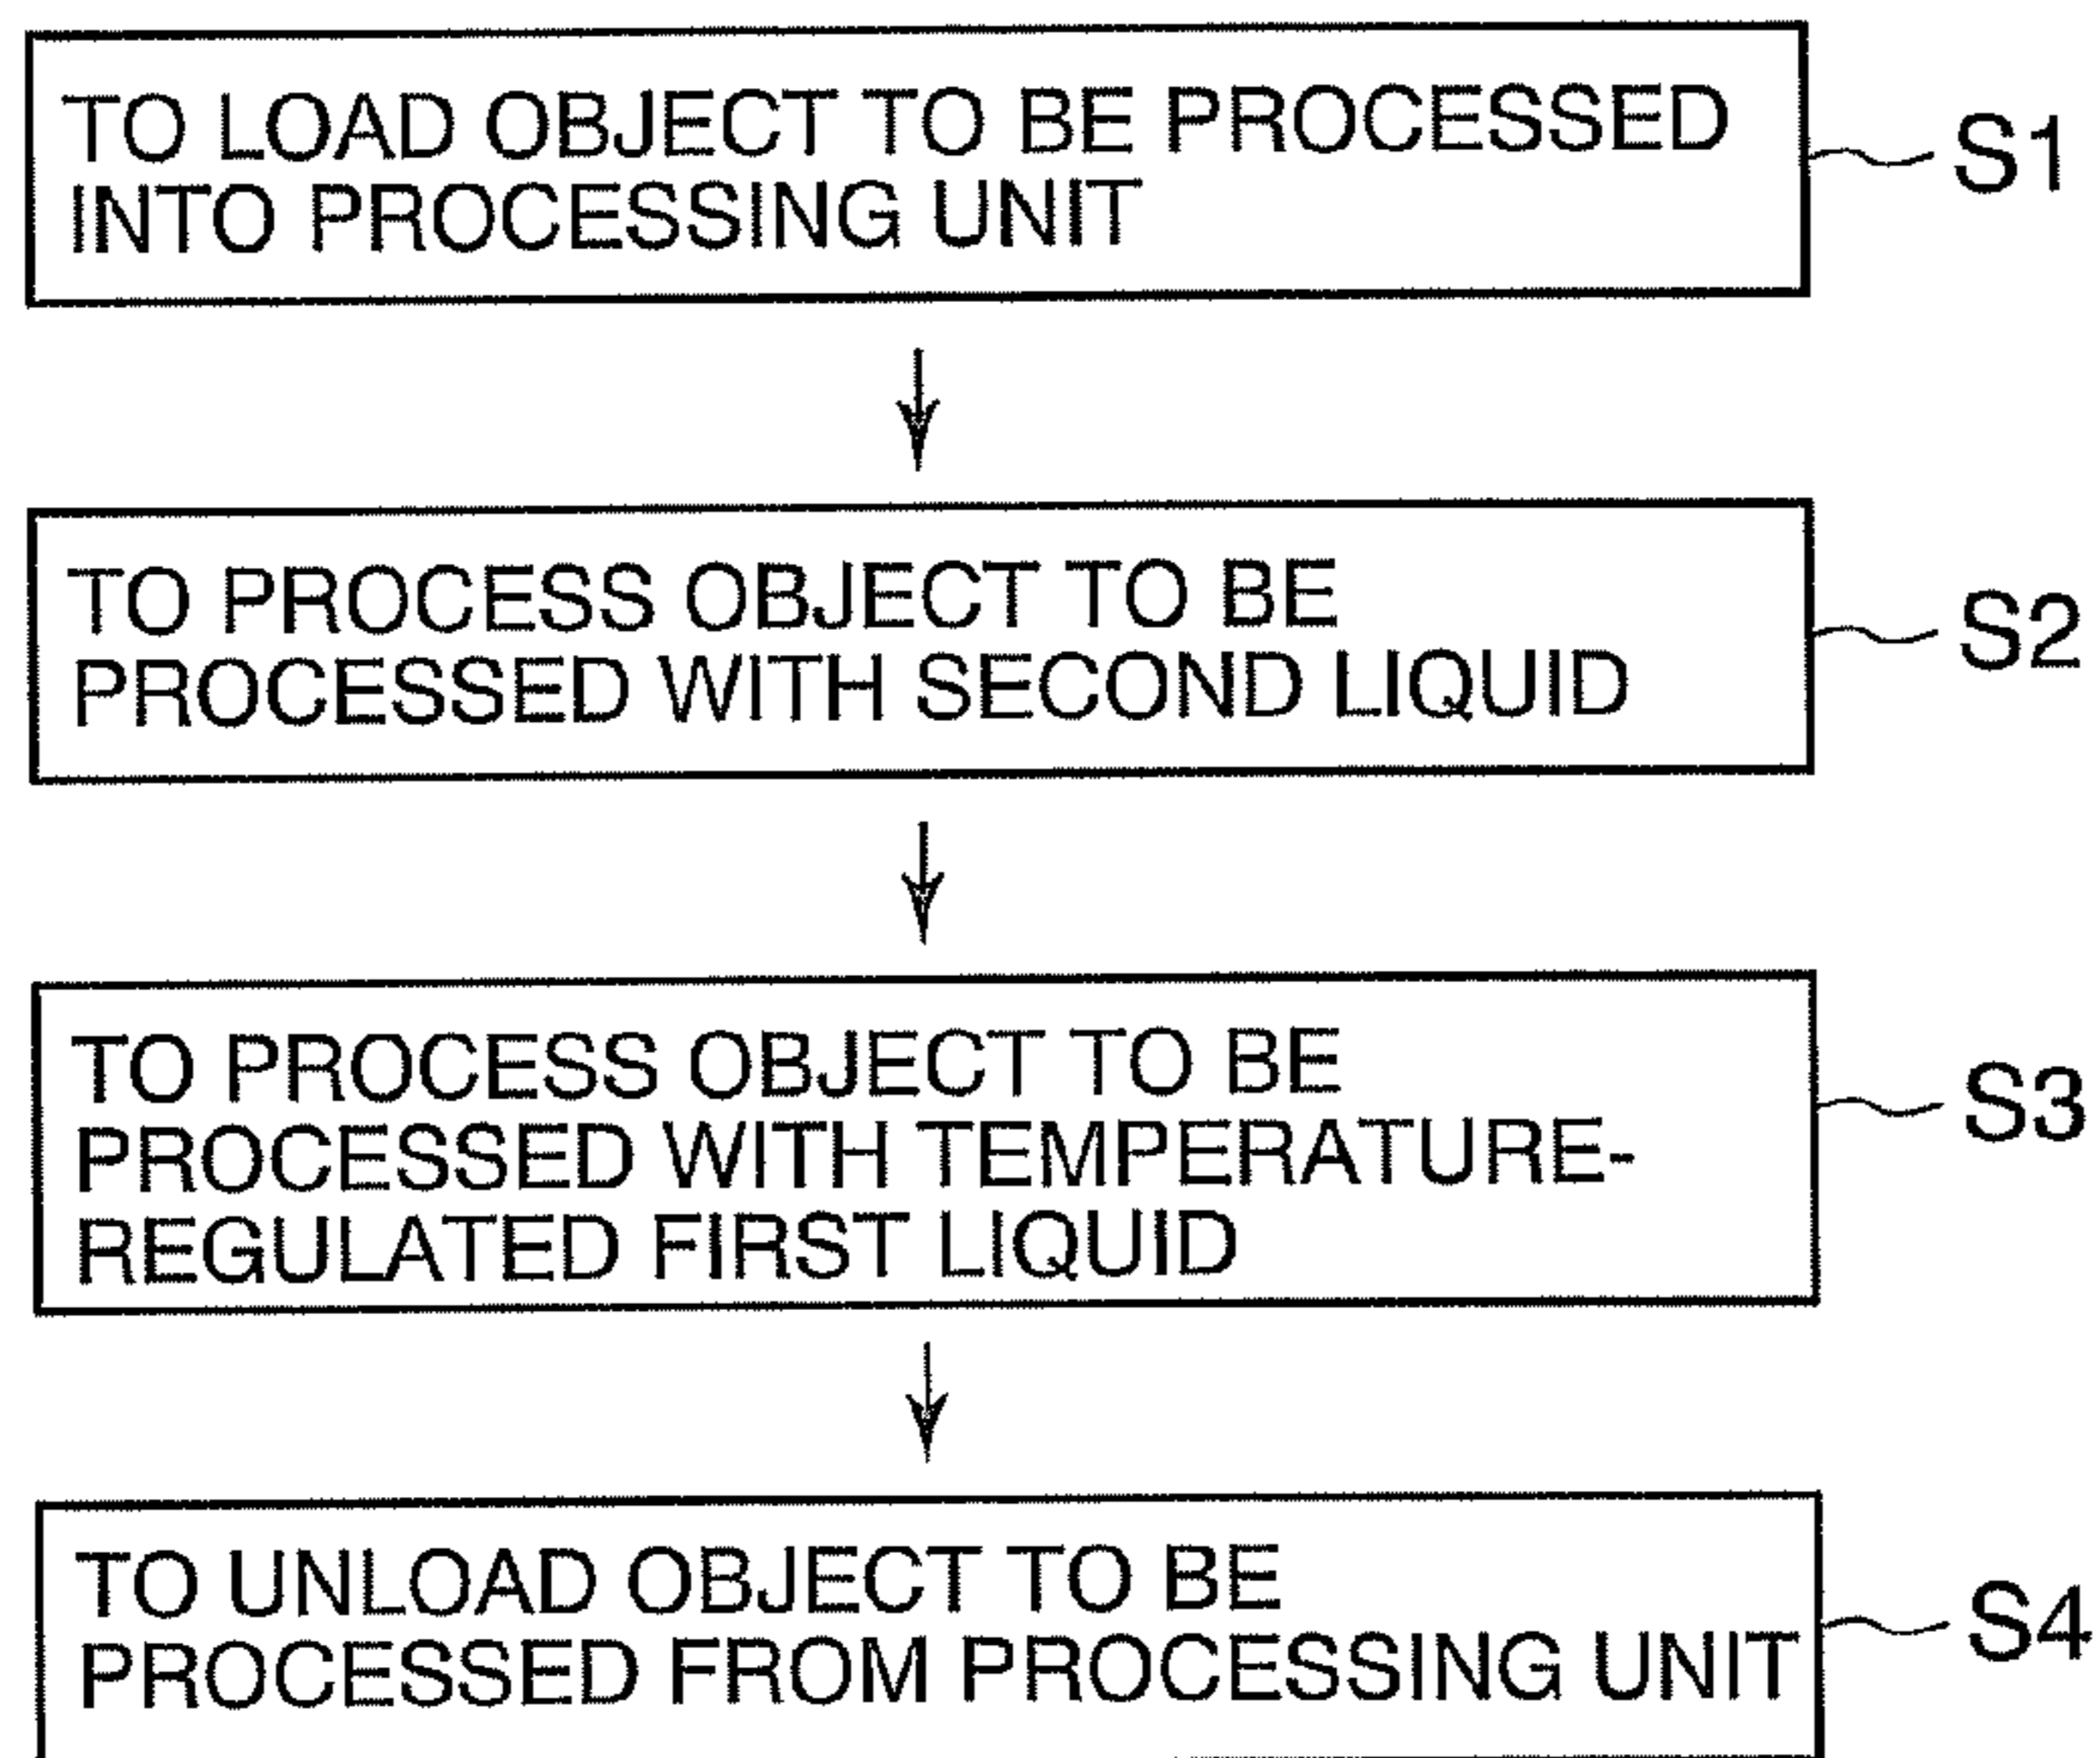 TO LOAD OBJECT TO BE PROCESSED
INTO PROCESSING UNIT
S1
TO PROCESS OBJECT TO BE
PROCESSED WITH SECOND LIQUID
S2
TO PROCESS OBJECT TO BE
PROCESSED WITH TEMPERATURE-
REGULATED FIRST LIQUID
S3
TO UNLOAD OBJECT TO BE
PROCESSED FROM PROCESSING UNIT
S4